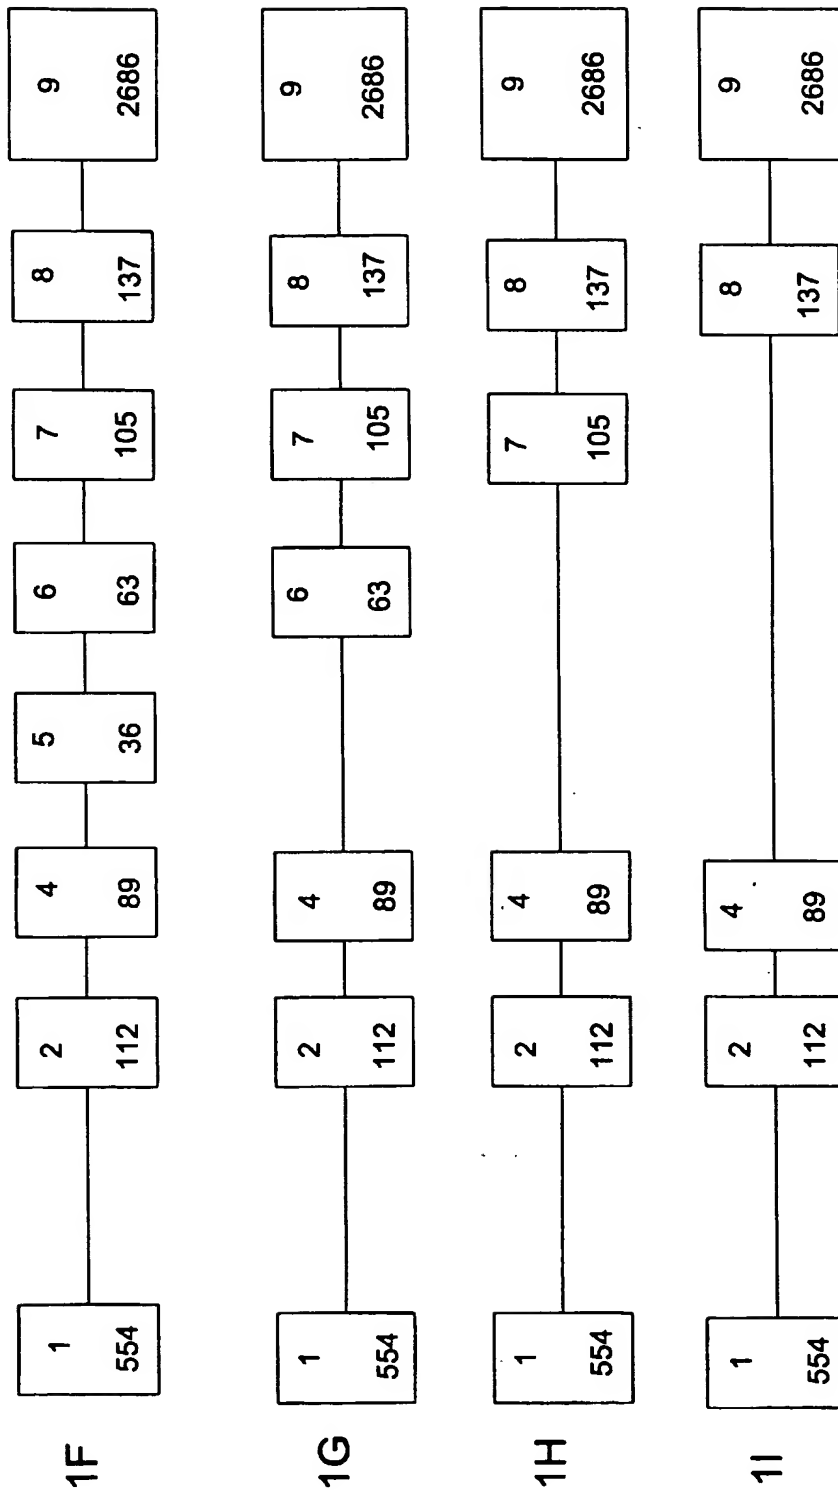 1F
1 2 4 5 6 7 8 9
554 112 89 36 63 105 137 2686
1G
1 2 4 6 7 8 9
554 112 89 63 105 137 2686
1H
1 2 4 7 8 9
554 112 89 105 137 2686
1I
1 2 4 8 9
554 112 89 137 2686